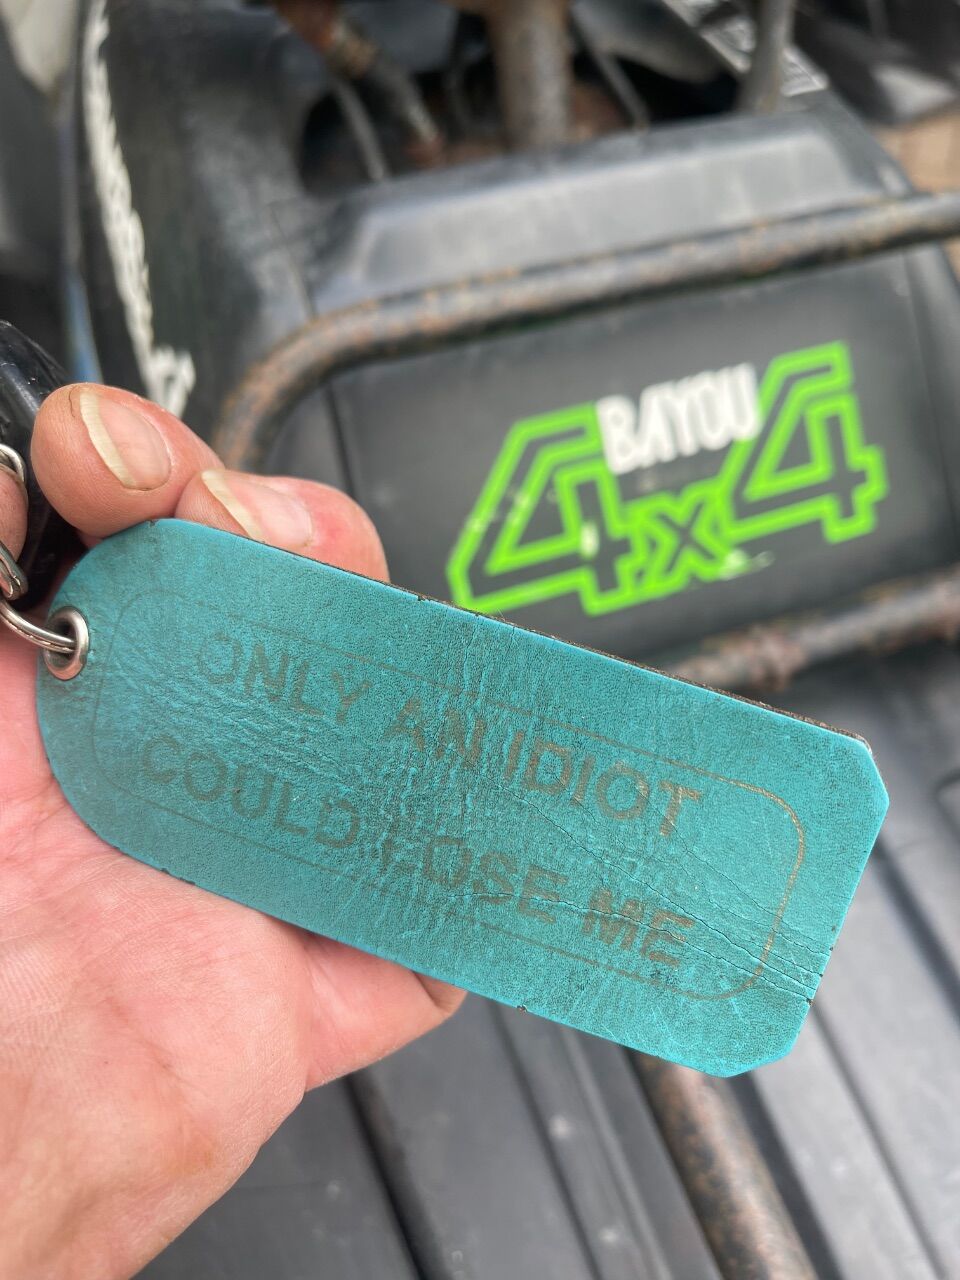 BAYOU
4x4
ONLY AN IDIOT
COULD LOSE ME